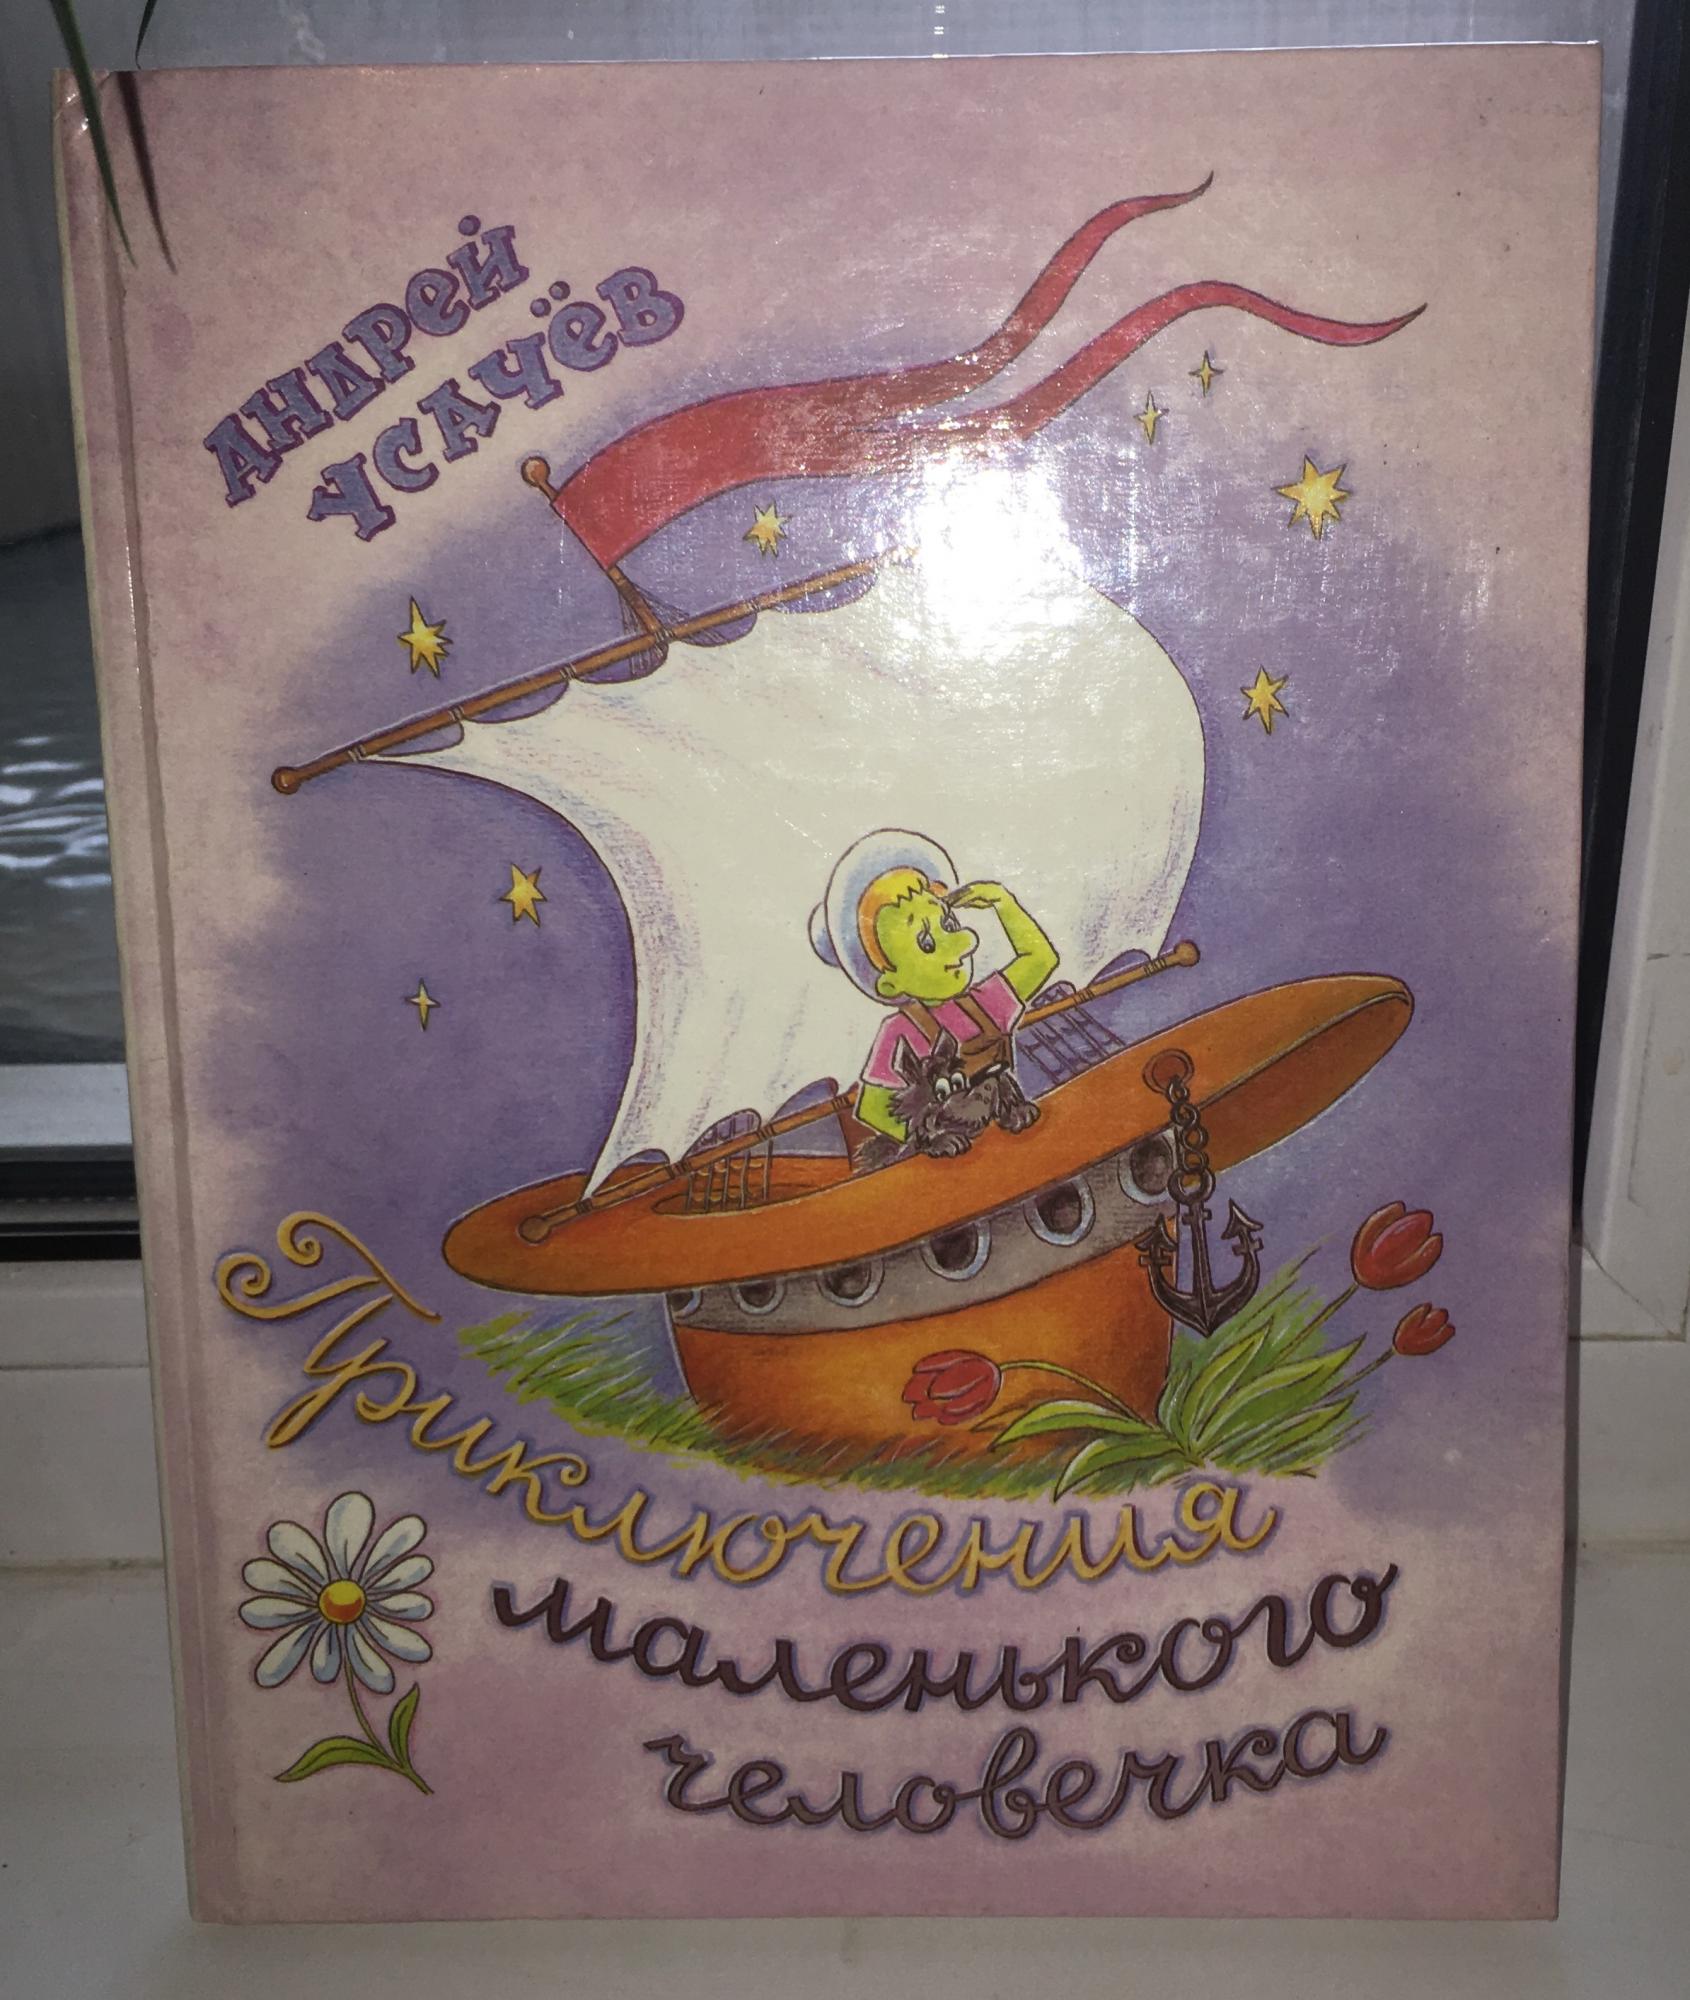 АНДРЕЙ
УСАЧЁВ
Приключения
маленького
человечка